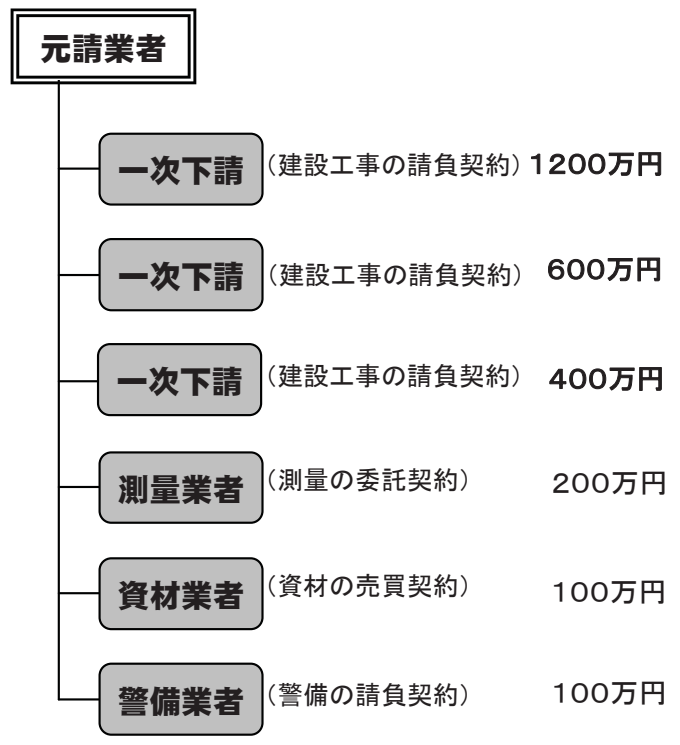 元請業者
一次下請 (建設工事の請負契約) 1200万円
一次下請 (建設工事の請負契約) 600万円
一次下請 (建設工事の請負契約) 400万円
測量業者 (測量の委託契約) 200万円
資材業者 (資材の売買契約) 100万円
警備業者 (警備の請負契約) 100万円